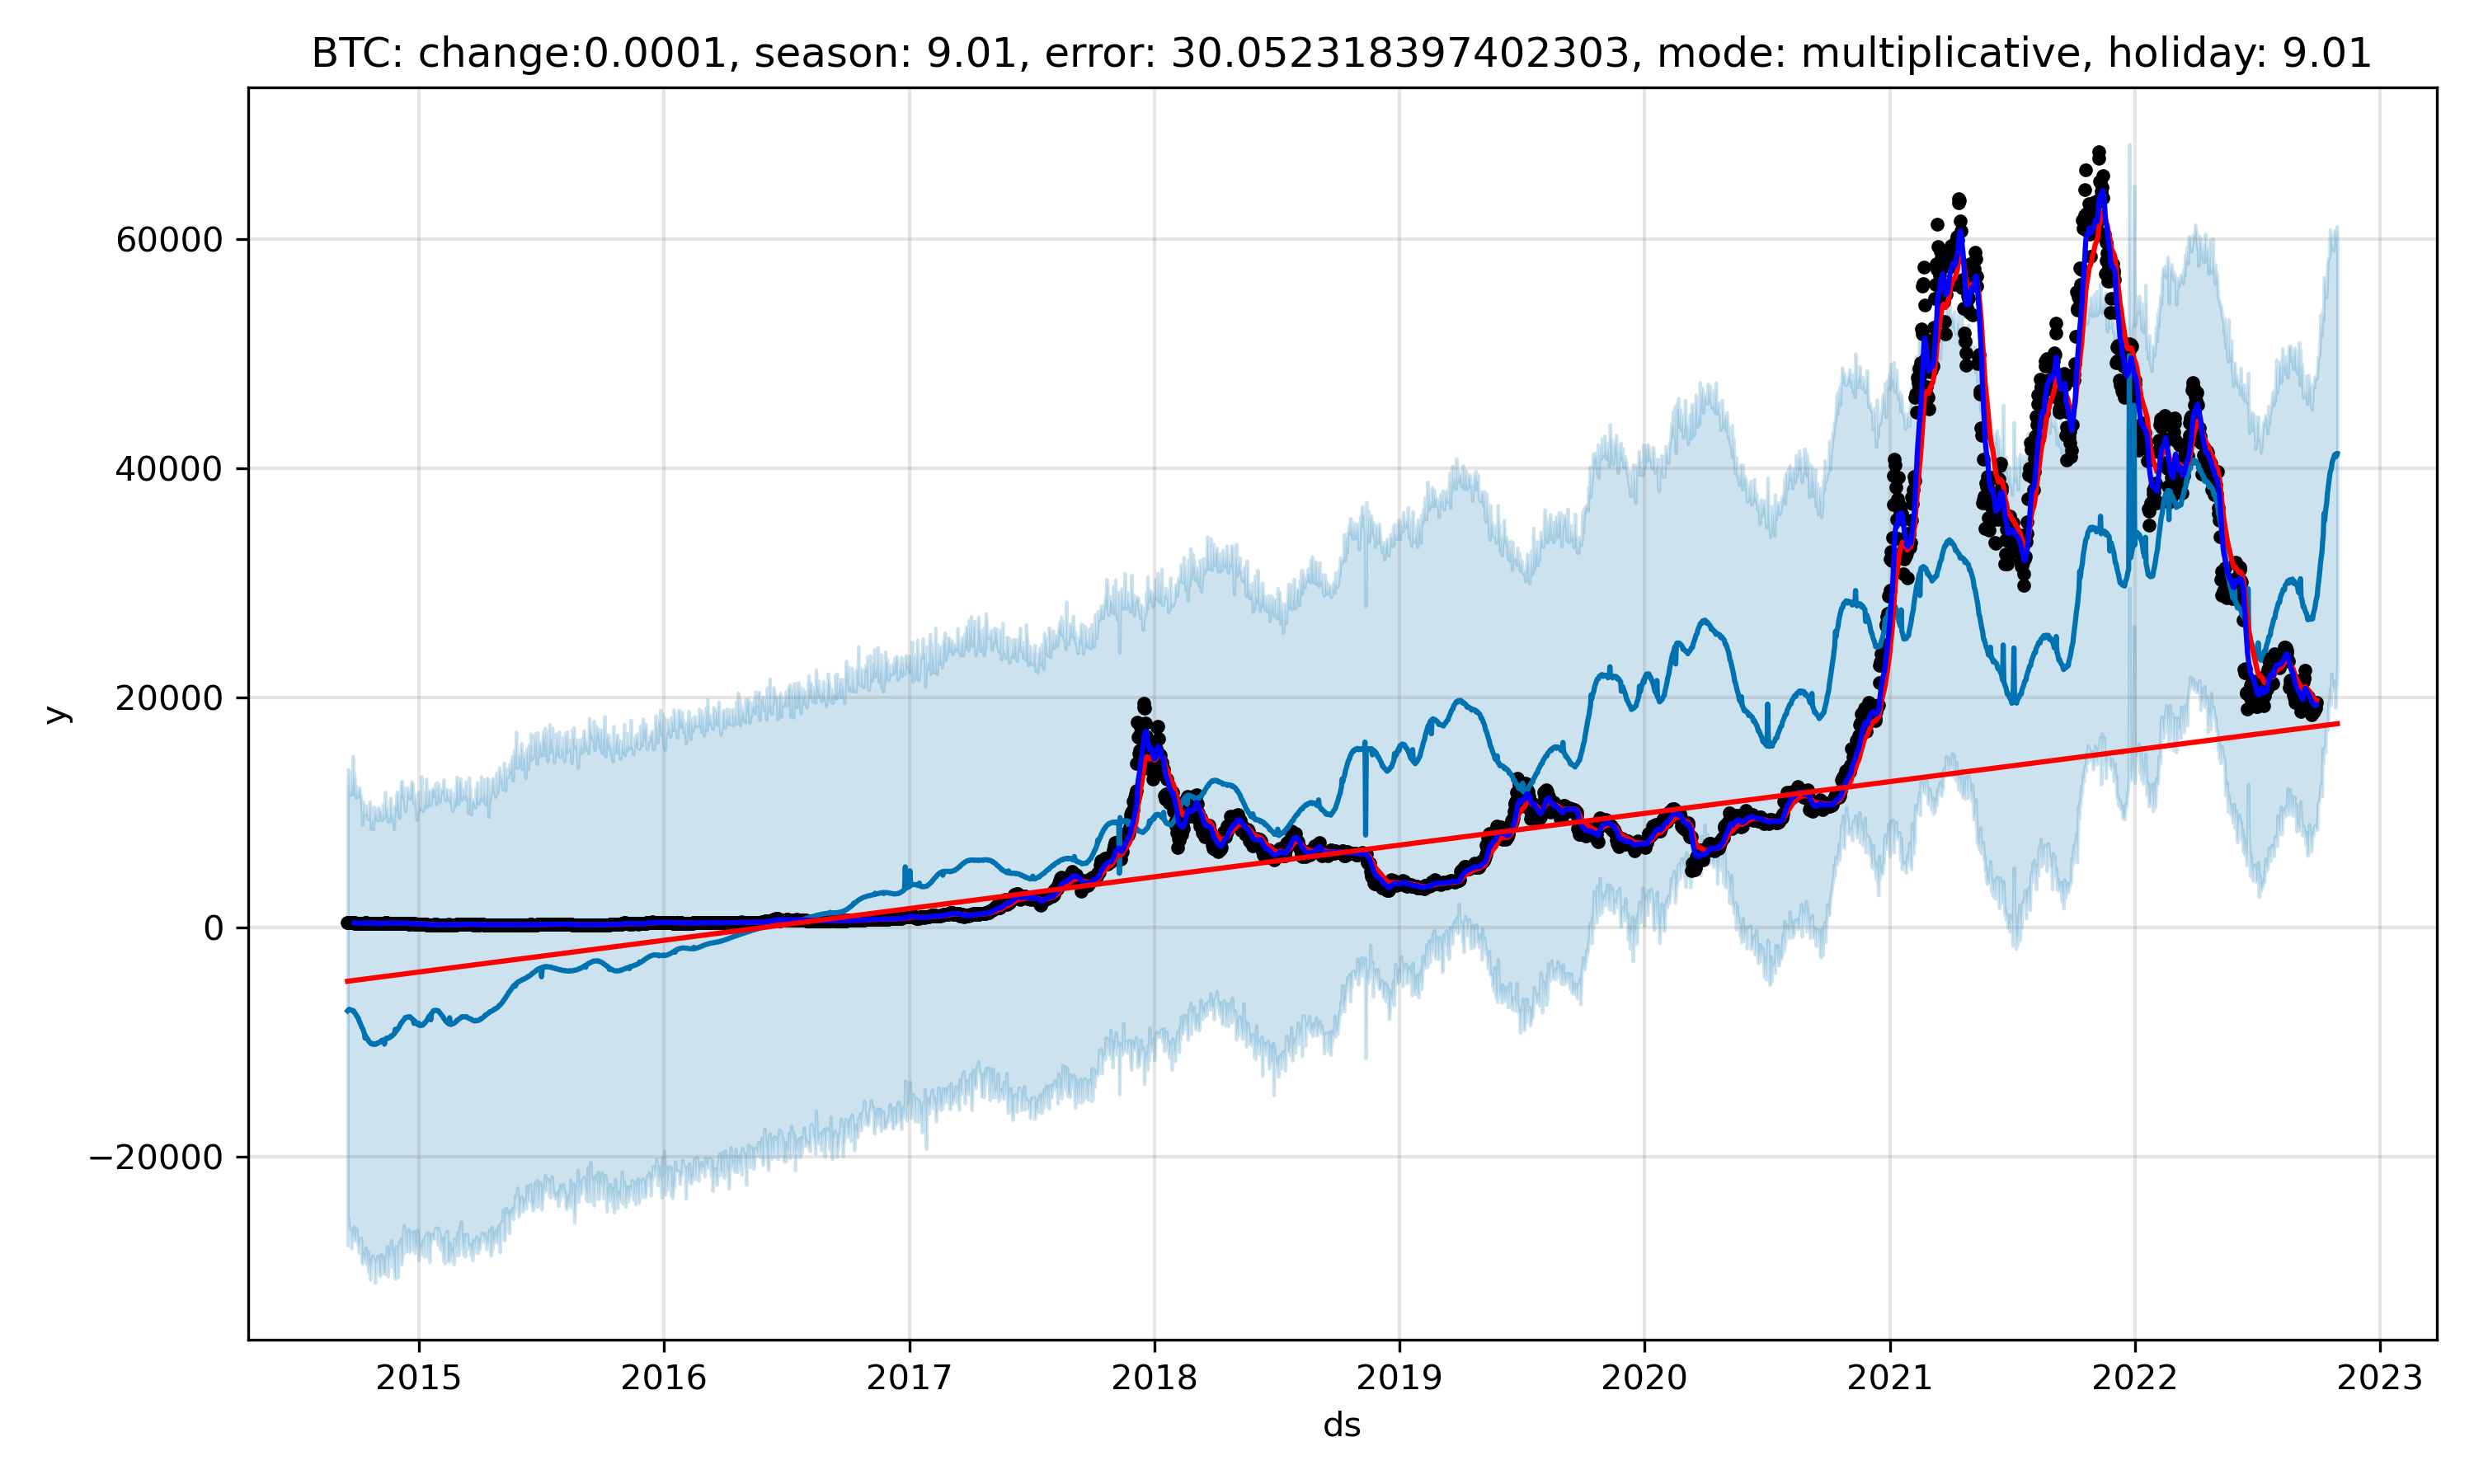 BTC: change:0.0001, season: 9.01, error: 30.052318397402303, mode: multiplicative, holiday: 9.01
y
60000
40000
20000
0
−20000
2015 2016 2017 2018 2019 2020 2021 2022 2023
ds